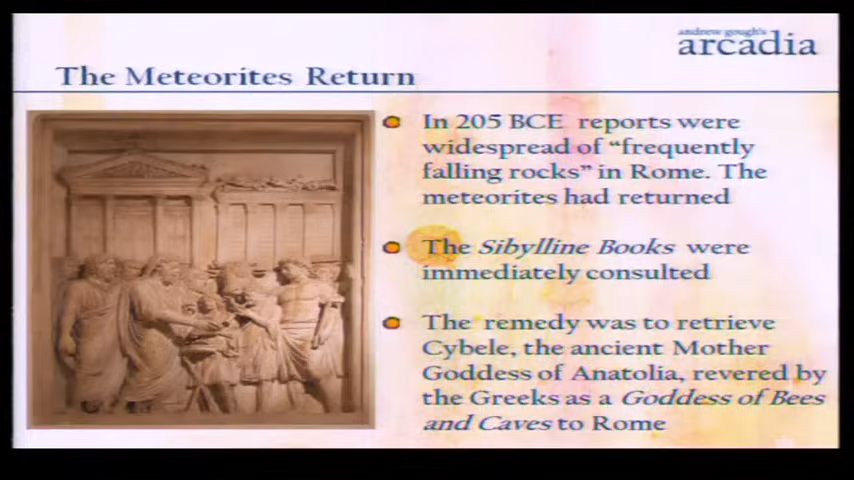 andrew gough's
arcadia
The Meteorites Return
In 205 BCE reports were
widespread of “frequently
falling rocks” in Rome. The
meteorites had returned
The Sibylline Books were
immediately consulted
The remedy was to retrieve
Cybele, the ancient Mother
Goddess of Anatolia, revered by
the Greeks as a Goddess of Bees
and Caves to Rome